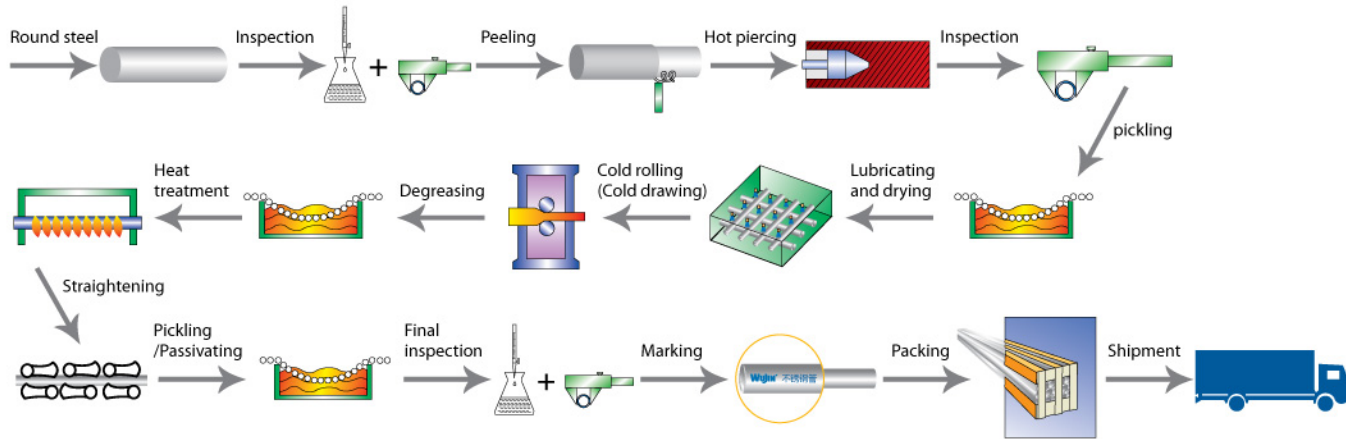 Round steel
Inspection
Peeling
Hot piercing
Inspection
pickling
Lubricating
and drying
Cold rolling
(Cold drawing)
Degreasing
Heat
treatment
Straightening
Pickling
/Passivating
Final
inspection
Marking
Wujin 不锈钢管
Packing
Shipment